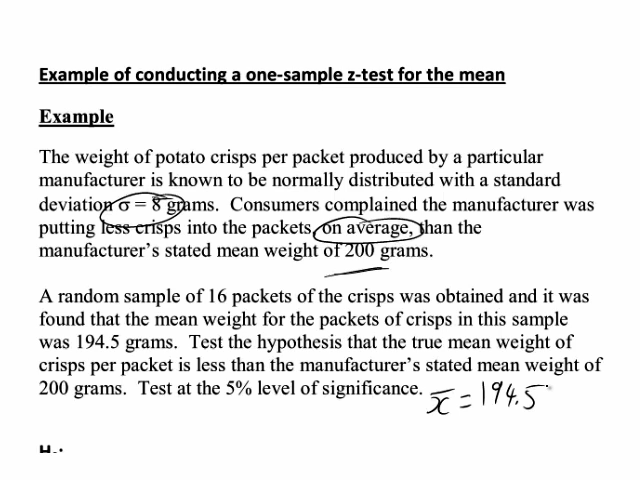 Example of conducting a one-sample z-test for the mean
Example
The weight of potato crisps per packet produced by a particular
manufacturer is known to be normally distributed with a standard
deviation σ = 8 grams.  Consumers complained the manufacturer was
putting less crisps into the packets, on average, than the
manufacturer's stated mean weight of 200 grams.
A random sample of 16 packets of the crisps was obtained and it was
found that the mean weight for the packets of crisps in this sample
was 194.5 grams.  Test the hypothesis that the true mean weight of
crisps per packet is less than the manufacturer's stated mean weight of
200 grams.  Test at the 5% level of significance.
x̅ = 194.5